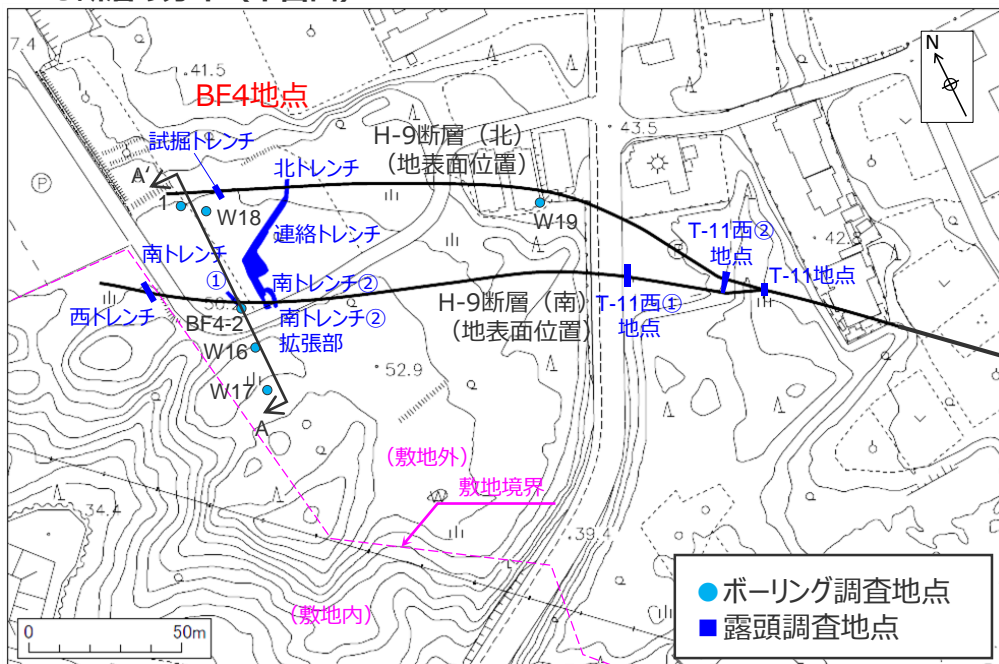 7.4
41.5
BF4地点
N
試掘トレンチ
H-9断層（北）
（地表面位置）
43.5
北トレンチ
A'
P
1
W18
W19
連絡トレンチ
T-11西②
地点
42.8
T-11地点
南トレンチ
①
南トレンチ②
西トレンチ
BF4-2
南トレンチ②
拡張部
H-9断層（南）
（地表面位置）
T-11西①
地点
W16
W17
52.9
A
（敷地外）
敷地境界
34.4
39.4
（敷地内）
0
50m
ボーリング調査地点
露頭調査地点